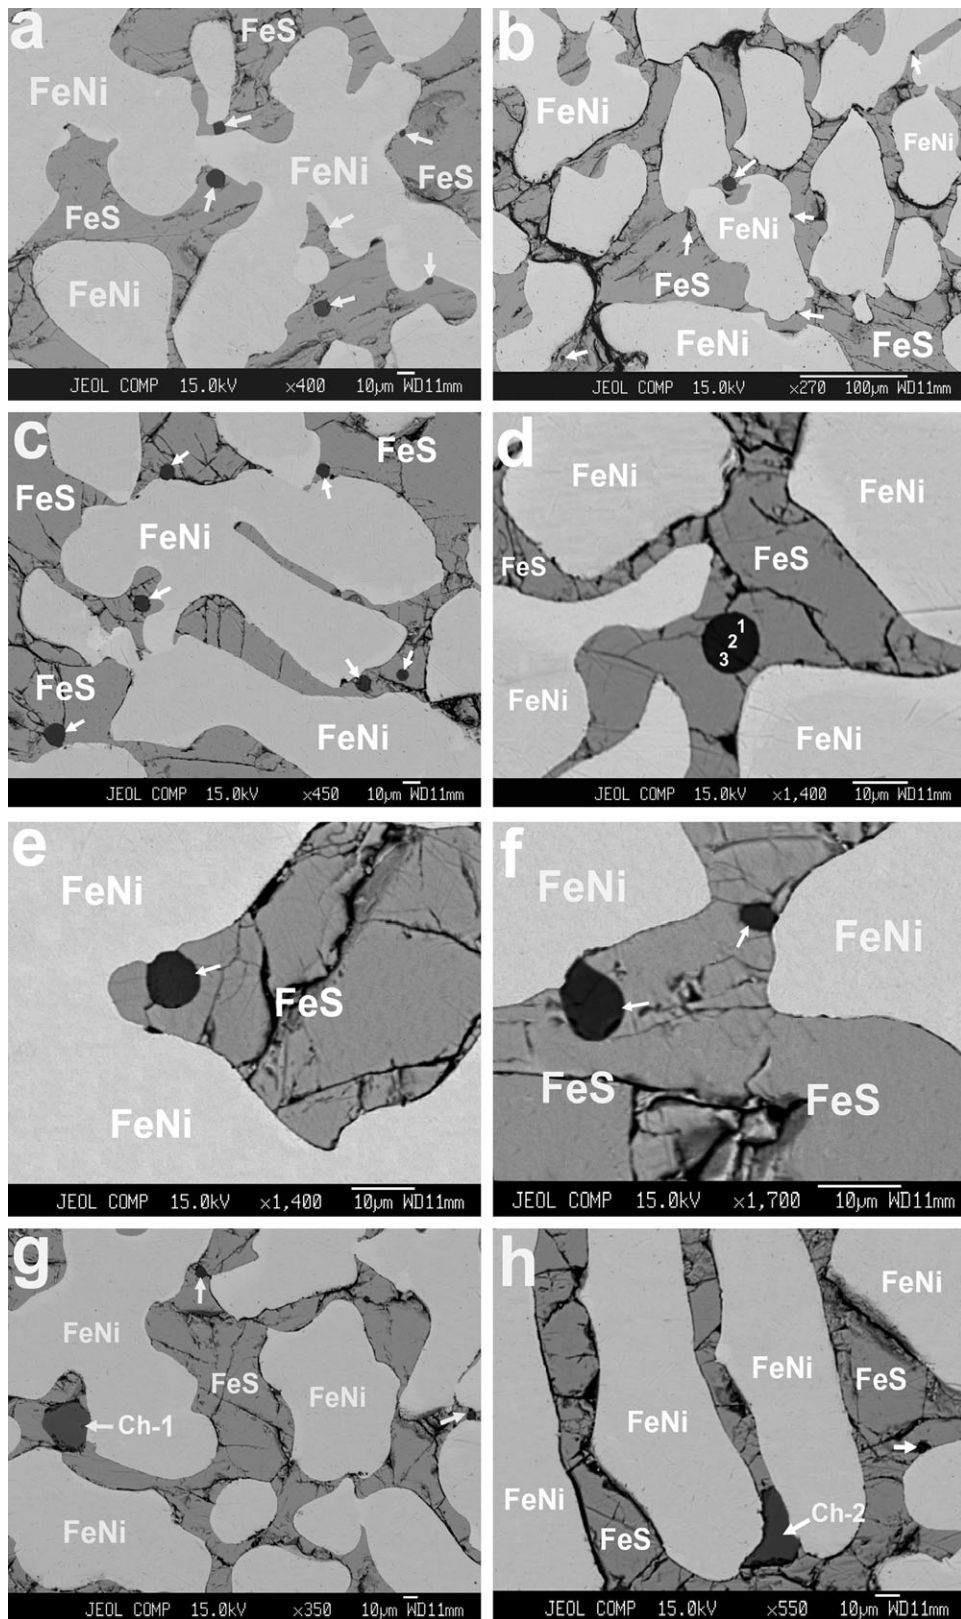 a
FeS
FeNi
FeNi
FeS
FeS
FeNi
JEOL COMP 15.0kV ×400 10μm WD11mm
b
FeNi
FeNi
FeNi
FeS
FeNi
FeS
JEOL COMP 15.0kV ×270 100μm WD11mm
c
FeS
FeS
FeNi
FeS
FeNi
JEOL COMP 15.0kV ×450 10μm WD11mm
d
FeNi
FeNi
FeS
FeS
1
2
3
FeNi
FeNi
JEOL COMP 15.0kV ×1,400 10μm WD11mm
e
FeNi
FeS
FeNi
JEOL COMP 15.0kV ×1,400 10μm WD11mm
f
FeNi
FeNi
FeS
FeS
JEOL COMP 15.0kV ×1,700 10μm WD11mm
g
FeNi
FeS
FeNi
Ch-1
FeNi
JEOL COMP 15.0kV ×350 10μm WD11mm
h
FeNi
FeNi
FeS
FeNi
FeNi
Ch-2
FeS
JEOL COMP 15.0kV ×550 10μm WD11mm